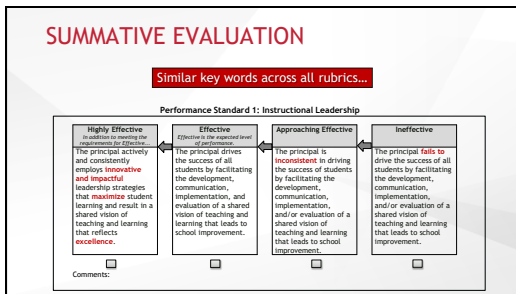 SUMMATIVE EVALUATION
Similar key words across all rubrics…
Performance Standard 1: Instructional Leadership
Highly Effective
In addition to meeting the
requirements for Effective...
The principal actively
and consistently
employs innovative
and impactful
leadership strategies
that maximize student
learning and result in a
shared vision of
teaching and learning
that reflects
excellence.
Effective
Effective is the expected level
of performance.
The principal drives
the success of all
students by facilitating
the development,
communication,
implementation, and
evaluation of a shared
vision of teaching and
learning that leads to
school improvement.
Approaching Effective
The principal is
inconsistent in driving
the success of students
by facilitating the
development,
communication,
implementation,
and/or evaluation of a
shared vision of
teaching and learning
that leads to school
improvement.
Ineffective
The principal fails to
drive the success of all
students by facilitating
the development,
communication,
implementation,
and/or evaluation of a
shared vision of
teaching and learning
that leads to school
improvement.
Comments: